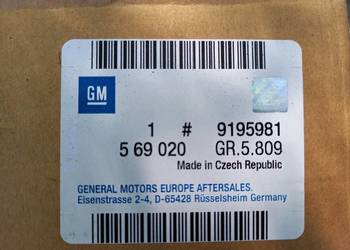 GM
1 # 9195981
5 69 020 GR.5.809
Made in Czech Republic
GENERAL MOTORS EUROPE AFTERSALES.
Eisenstrasse 2-4, D-65428 Rüsselsheim Germany